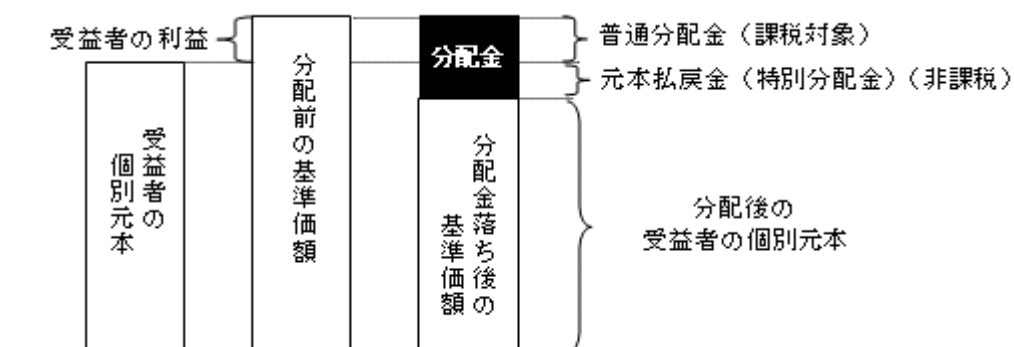 受益者の利益
普通分配金（課税対象）
分配金
元本払戻金（特別分配金）（非課税）
受益者の
個別元本
分配前の基準価額
分配金落ち後の
基準価額
分配後の
受益者の個別元本